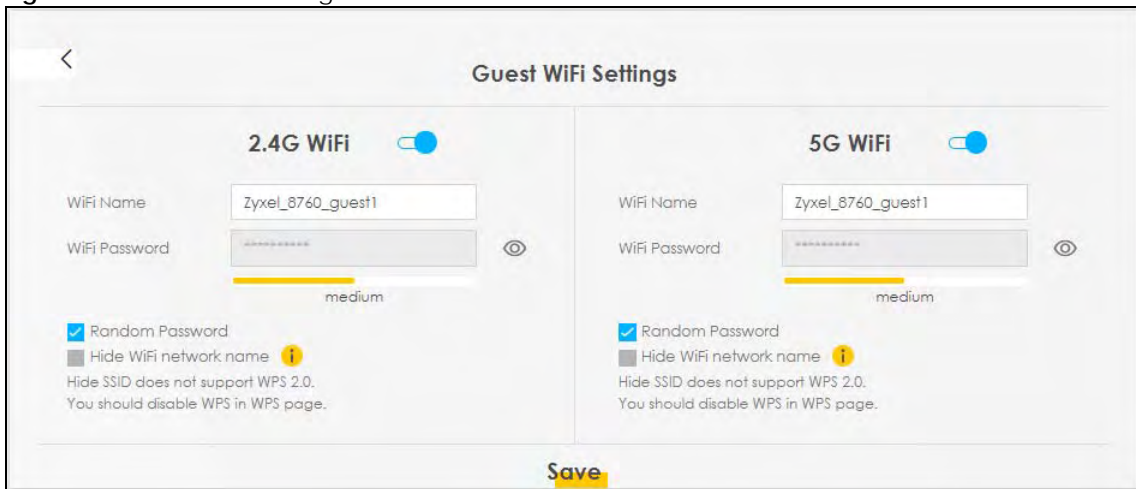 Guest WiFi Settings
2.4G WiFi
WiFi Name
Zyxel_8760_guest1
WiFi Password
**********
medium
Random Password
Hide WiFi network name
i
Hide SSID does not support WPS 2.0.
You should disable WPS in WPS page.
5G WiFi
WiFi Name
Zyxel_8760_guest1
WiFi Password
**********
medium
Random Password
Hide WiFi network name
i
Hide SSID does not support WPS 2.0.
You should disable WPS in WPS page.
Save